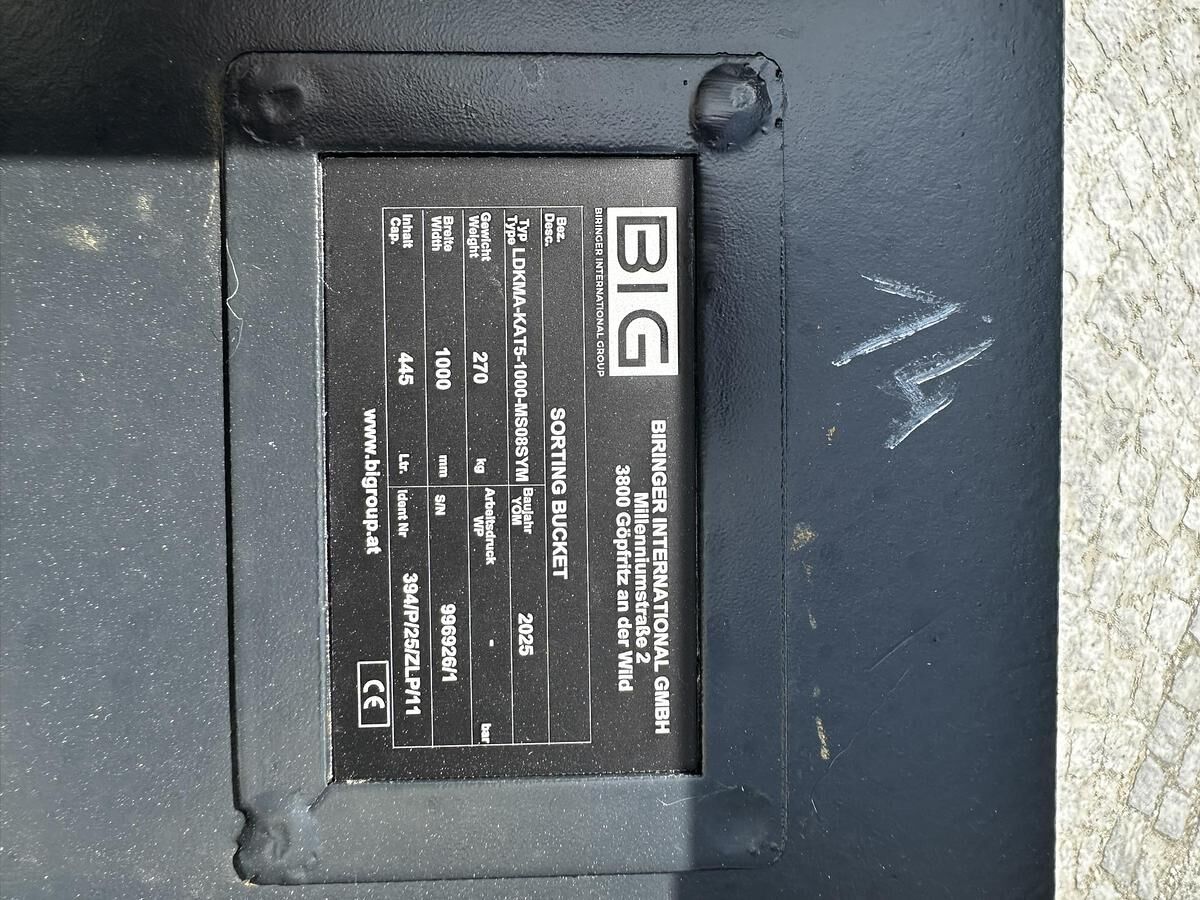 BIG
BIRINGER INTERNATIONAL GROUP
BIRINGER INTERNATIONAL GMBH
Millenniumstraße 2
3800 Göpfritz an der Wild
Bez.
Desc.
SORTING BUCKET
Typ
Type
LDKMA-KAT5-1000-MS08SYM
Baujahr
YOM
2025
Gewicht
Weight
270
kg
Arbeitsdruck
WP
-
bar
Breite
Width
1000
mm
S/N
996926/1
Inhalt
Cap.
445
Ltr.
Ident Nr
394/P/25/ZLP/11
www.bigroup.at
CE